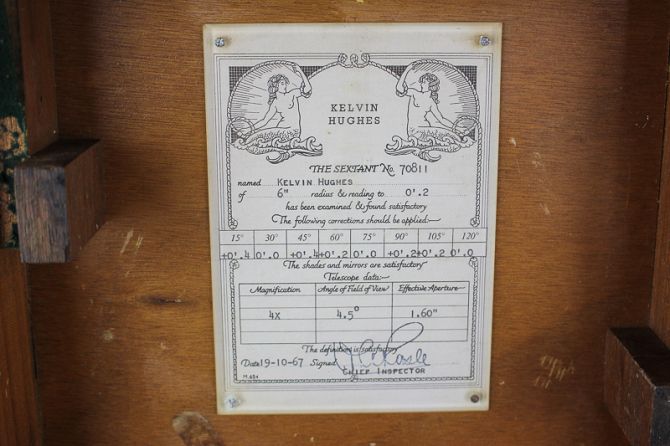 KELVIN
HUGHES
THE SEXTANT No. 70811
named KELVIN HUGHES
of 6" radius & reading to 0'.2
has been examined & found satisfactory
The following corrections should be applied:-
15° 30° 45° 60° 75° 90° 105° 120°
+0'.4 0'.0 +0'.4 +0'.2 0'.0 +0'.2 +0'.2 0'.0
The shades and mirrors are satisfactory
Telescope data:-
Magnification Angle of Field of View Effective Aperture
4X 4.5° 1.60"
The definition is satisfactory
Date 19-10-67 Signed
CHIEF INSPECTOR